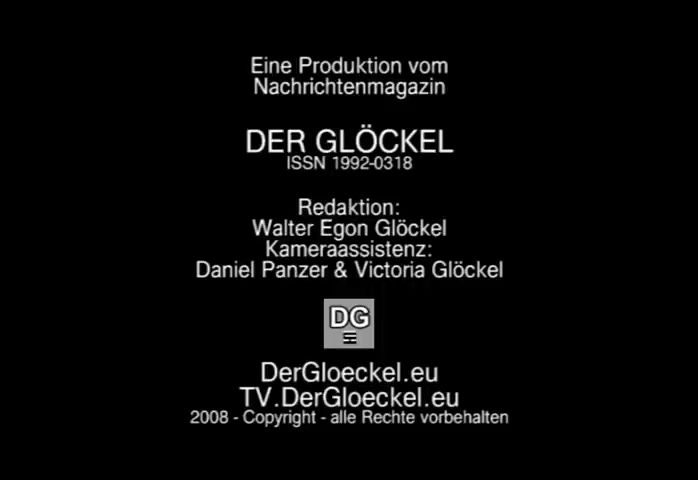 Eine Produktion vom
Nachrichtenmagazin
DER GLÖCKEL
ISSN 1992-0318
Redaktion:
Walter Egon Glöckel
Kameraassistenz:
Daniel Panzer & Victoria Glöckel
DG
DerGloeckel.eu
TV.DerGloeckel.eu
2008 - Copyright - alle Rechte vorbehalten